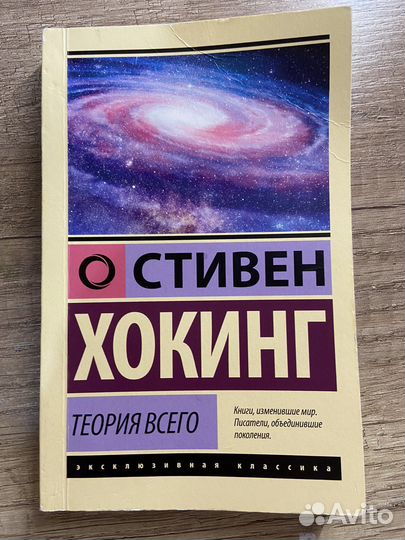 СТИВЕН
ХОКИНГ
ТЕОРИЯ ВСЕГО
Книги, изменившие мир.
Писатели, объединившие
поколения.
эксклюзивная классика
Avito